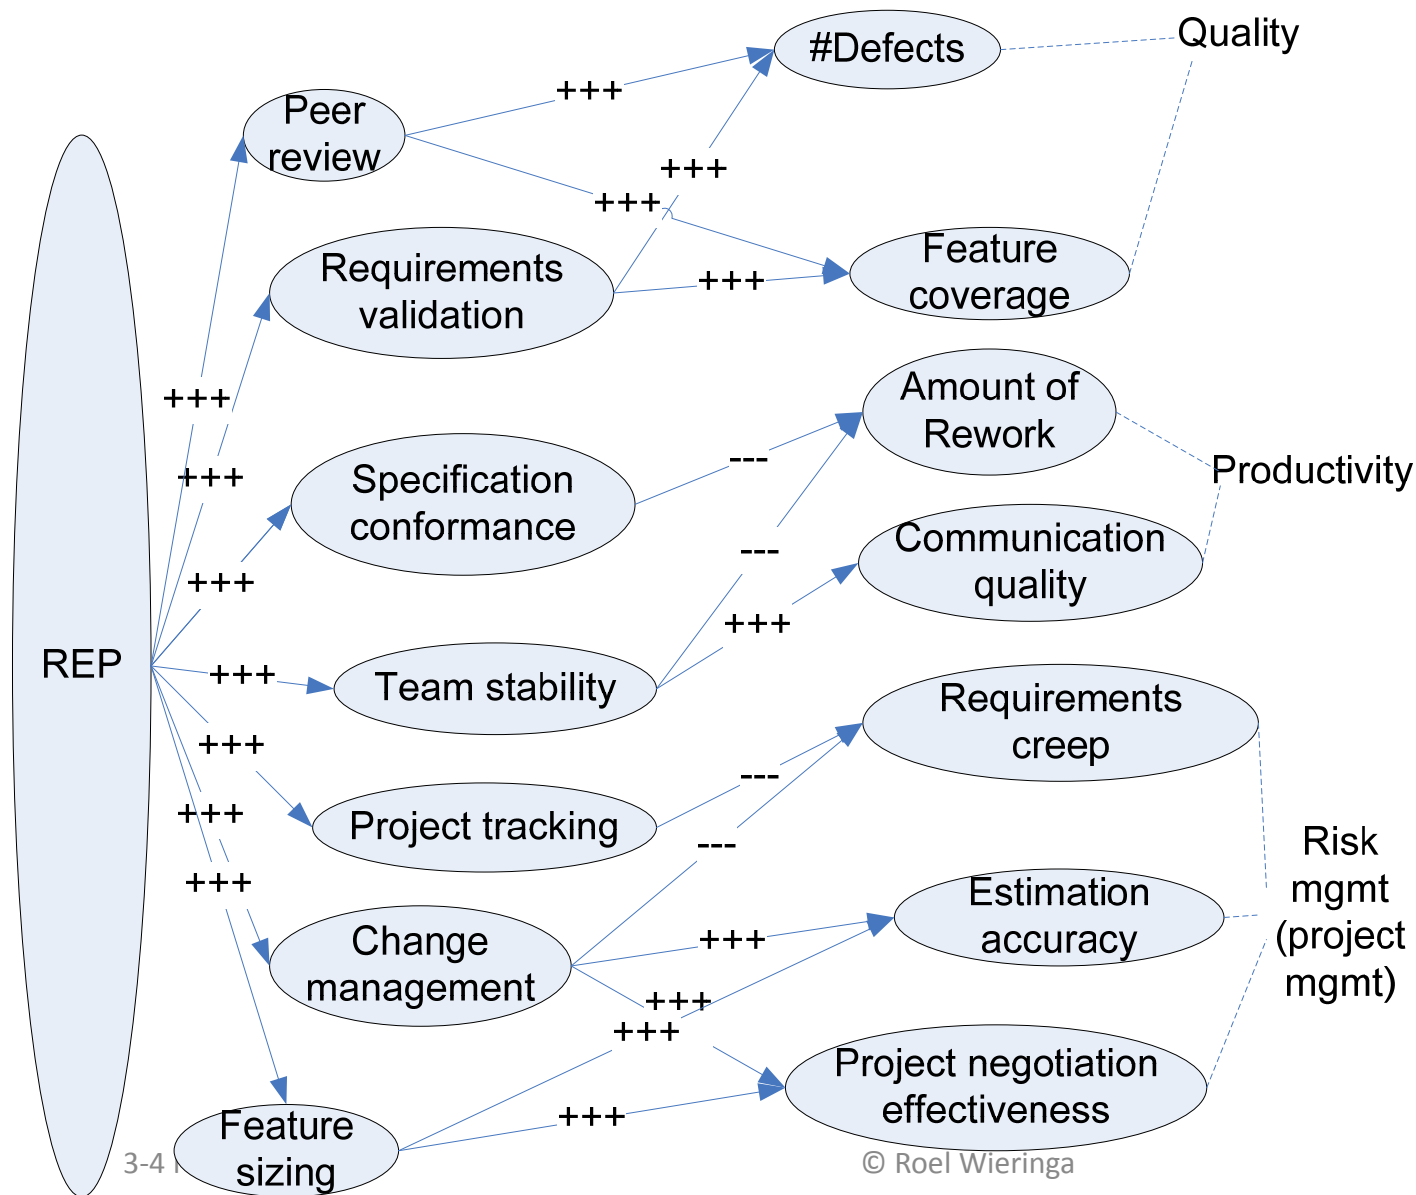 #Defects
Quality
+++
Peer
review
+++
+++
Requirements
validation
+++
Feature
coverage
+++
+++
Specification
conformance
---
Amount of
Rework
Productivity
---
Communication
quality
+++
+++
REP
+++
Team stability
Requirements
creep
+++
Project tracking
---
---
Risk
mgmt
(project
mgmt)
+++
+++
Change
management
+++
Estimation
accuracy
+++
+++
Project negotiation
effectiveness
+++
Feature
sizing
3-4
© Roel Wieringa